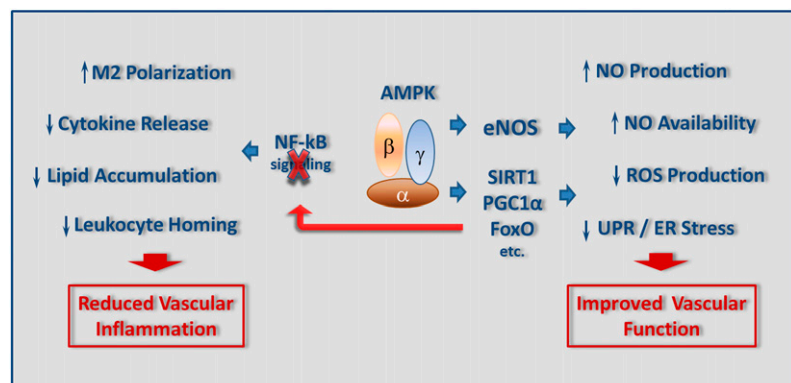 ↑ M2 Polarization
↓ Cytokine Release
↓ Lipid Accumulation
↓ Leukocyte Homing
Reduced Vascular
Inflammation
NF-kB
signaling
AMPK
β
γ
α
eNOS
SIRT1
PGC1α
FoxO
etc.
↑ NO Production
↑ NO Availability
↓ ROS Production
↓ UPR / ER Stress
Improved Vascular
Function